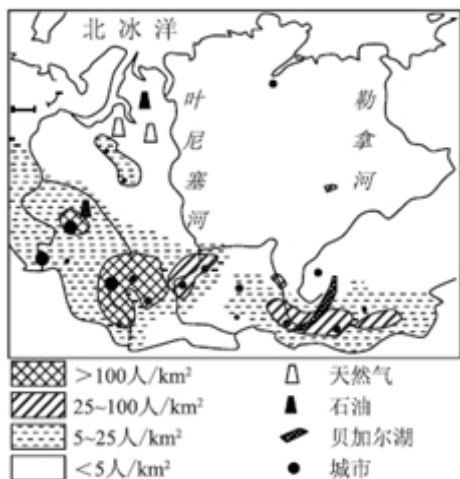 北冰洋
叶尼塞河
勒拿河
>100人/km²
25~100人/km²
5~25人/km²
<5人/km²
天然气
石油
贝加尔湖
城市